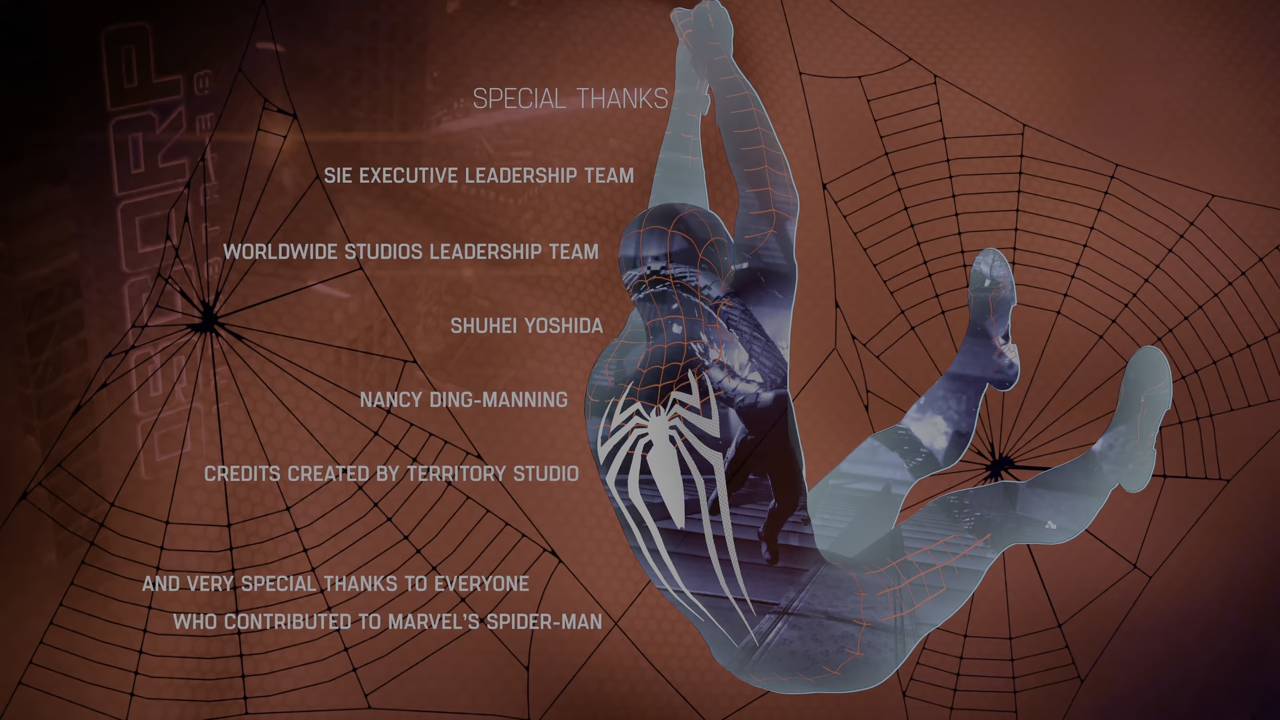 SPECIAL THANKS
SIE EXECUTIVE LEADERSHIP TEAM
WORLDWIDE STUDIOS LEADERSHIP TEAM
SHUHEI YOSHIDA
NANCY DING-MANNING
CREDITS CREATED BY TERRITORY STUDIO
AND VERY SPECIAL THANKS TO EVERYONE
WHO CONTRIBUTED TO MARVEL'S SPIDER-MAN